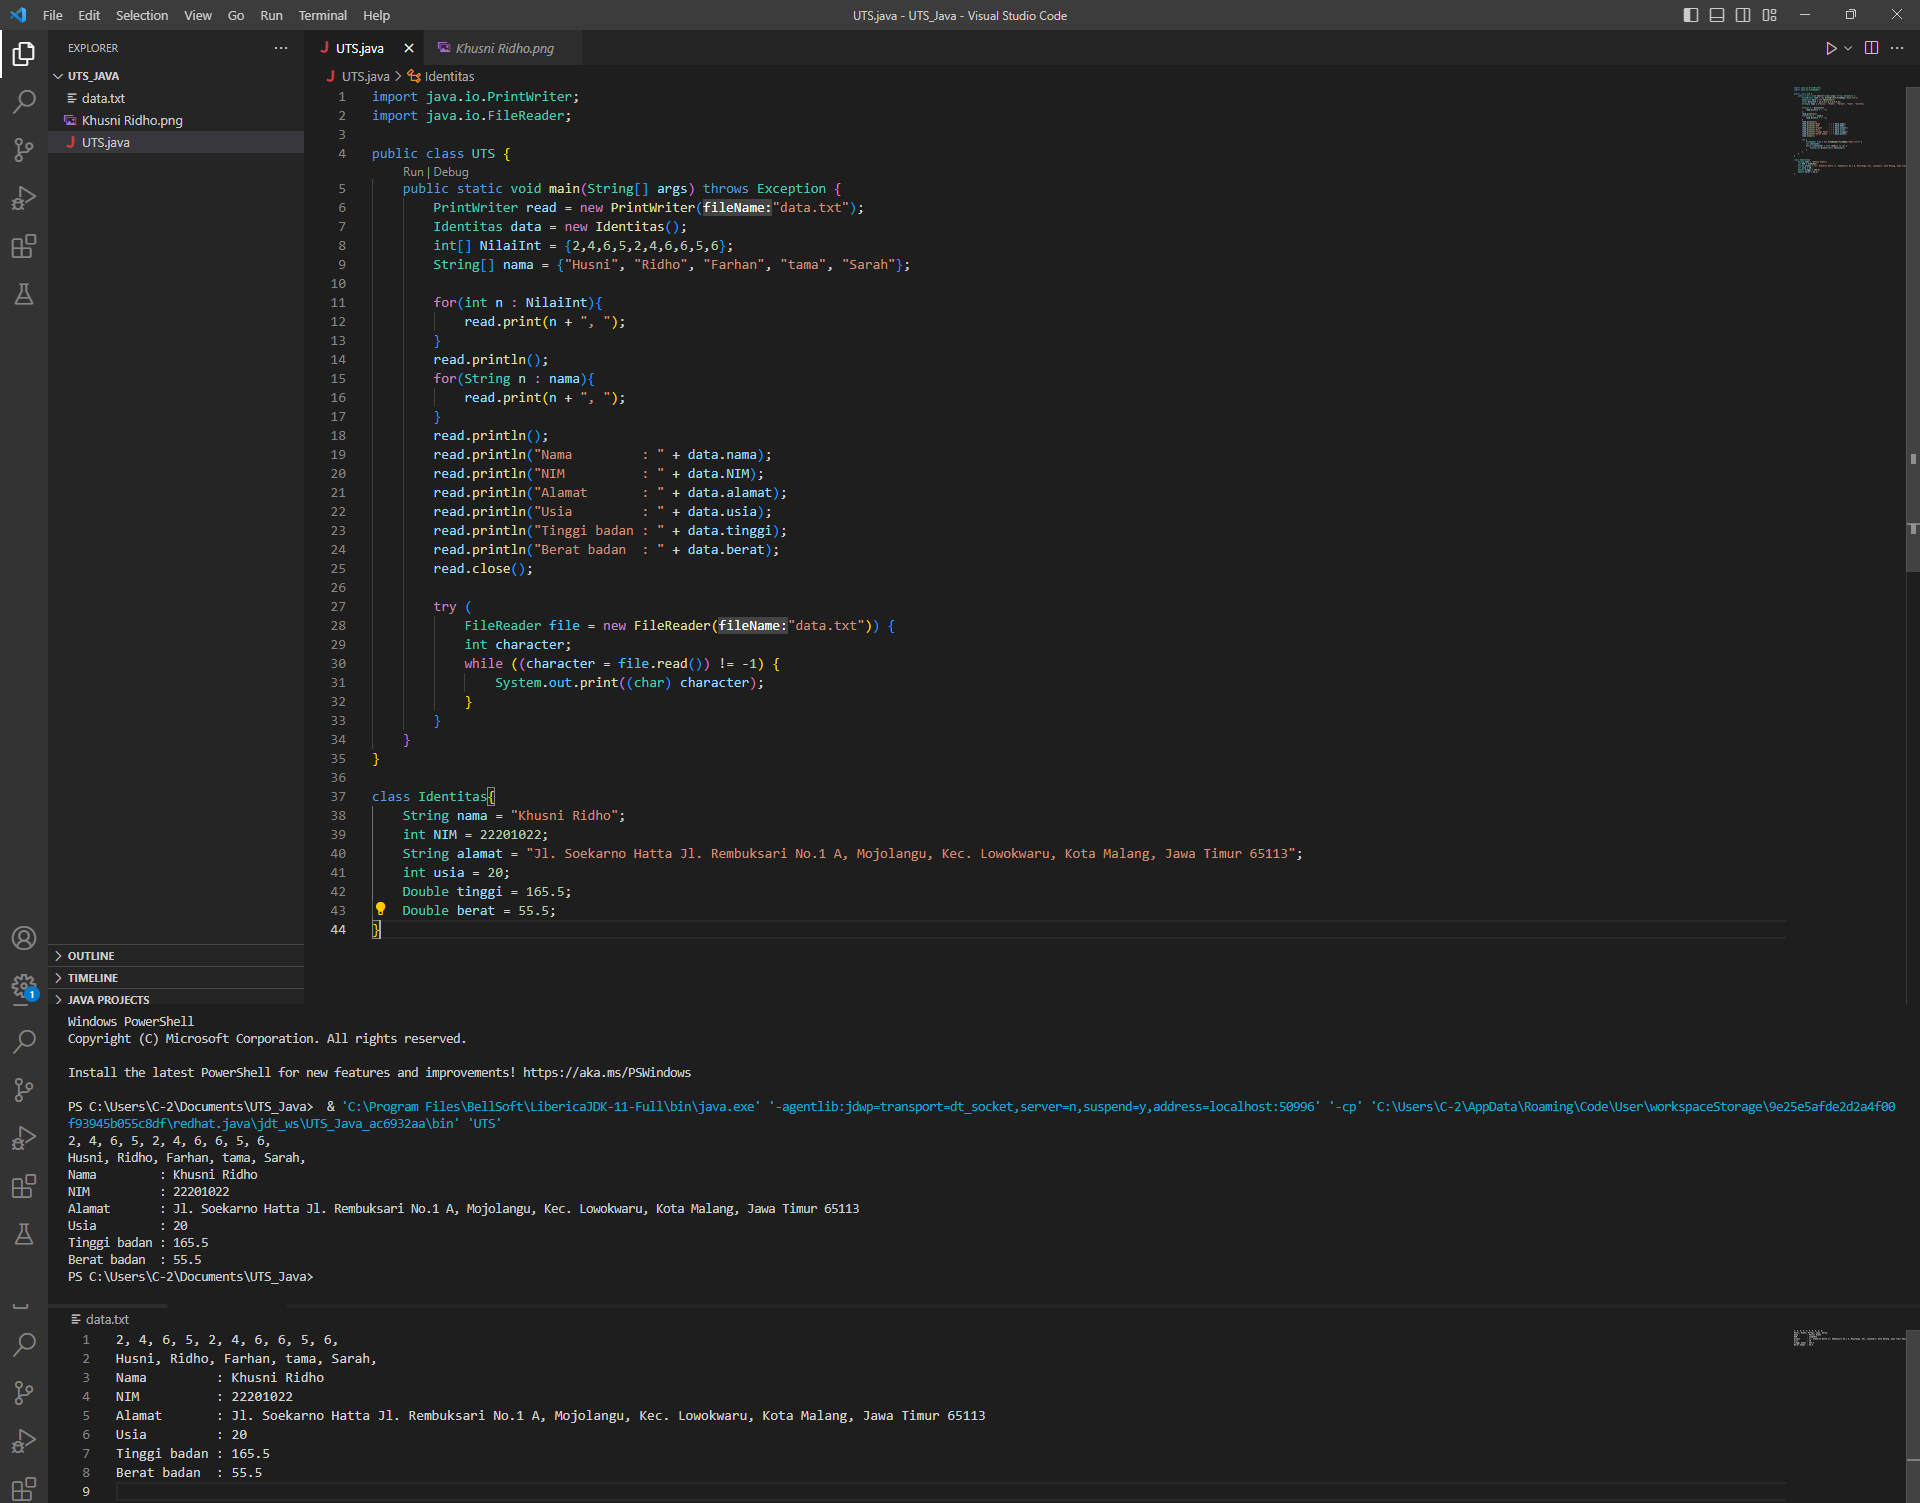 File Edit Selection View Go Run Terminal Help UTS.java - UTS_Java - Visual Studio Code
EXPLORER
UTS_JAVA
data.txt
Khusni Ridho.png
UTS.java
OUTLINE
TIMELINE
JAVA PROJECTS
1
UTS.java Khusni Ridho.png
UTS.java > Identitas
1 import java.io.PrintWriter;
2 import java.io.FileReader;
3
4 public class UTS {
Run | Debug
5 public static void main(String[] args) throws Exception {
6 PrintWriter read = new PrintWriter(fileName:"data.txt");
7 Identitas data = new Identitas();
8 int[] NilaiInt = {2,4,6,5,2,4,6,6,5,6};
9 String[] nama = {"Husni", "Ridho", "Farhan", "tama", "Sarah"};
10
11 for(int n : NilaiInt){
12 read.print(n + ", ");
13 }
14 read.println();
15 for(String n : nama){
16 read.print(n + ", ");
17 }
18 read.println();
19 read.println("Nama         : " + data.nama);
20 read.println("NIM          : " + data.NIM);
21 read.println("Alamat       : " + data.alamat);
22 read.println("Usia         : " + data.usia);
23 read.println("Tinggi badan : " + data.tinggi);
24 read.println("Berat badan  : " + data.berat);
25 read.close();
26
27 try (
28 FileReader file = new FileReader(fileName:"data.txt")) {
29 int character;
30 while ((character = file.read()) != -1) {
31 System.out.print((char) character);
32 }
33 }
34 }
35 }
36
37 class Identitas{
38 String nama = "Khusni Ridho";
39 int NIM = 22201022;
40 String alamat = "Jl. Soekarno Hatta Jl. Rembuksari No.1 A, Mojolangu, Kec. Lowokwaru, Kota Malang, Jawa Timur 65113";
41 int usia = 20;
42 Double tinggi = 165.5;
43 Double berat = 55.5;
44 }
Windows PowerShell
Copyright (C) Microsoft Corporation. All rights reserved.
Install the latest PowerShell for new features and improvements! https://aka.ms/PSWindows
PS C:\Users\C-2\Documents\UTS_Java>  & 'C:\Program Files\BellSoft\LibericaJDK-11-Full\bin\java.exe' '-agentlib:jdwp=transport=dt_socket,server=n,suspend=y,address=localhost:50996' '-cp' 'C:\Users\C-2\AppData\Roaming\Code\User\workspaceStorage\9e25e5afde2d2a4f00
f93945b055c8df\redhat.java\jdt_ws\UTS_Java_ac6932aa\bin' 'UTS'
2, 4, 6, 5, 2, 4, 6, 6, 5, 6,
Husni, Ridho, Farhan, tama, Sarah,
Nama         : Khusni Ridho
NIM          : 22201022
Alamat       : Jl. Soekarno Hatta Jl. Rembuksari No.1 A, Mojolangu, Kec. Lowokwaru, Kota Malang, Jawa Timur 65113
Usia         : 20
Tinggi badan : 165.5
Berat badan  : 55.5
PS C:\Users\C-2\Documents\UTS_Java>
data.txt
1 2, 4, 6, 5, 2, 4, 6, 6, 5, 6,
2 Husni, Ridho, Farhan, tama, Sarah,
3 Nama         : Khusni Ridho
4 NIM          : 22201022
5 Alamat       : Jl. Soekarno Hatta Jl. Rembuksari No.1 A, Mojolangu, Kec. Lowokwaru, Kota Malang, Jawa Timur 65113
6 Usia         : 20
7 Tinggi badan : 165.5
8 Berat badan  : 55.5
9